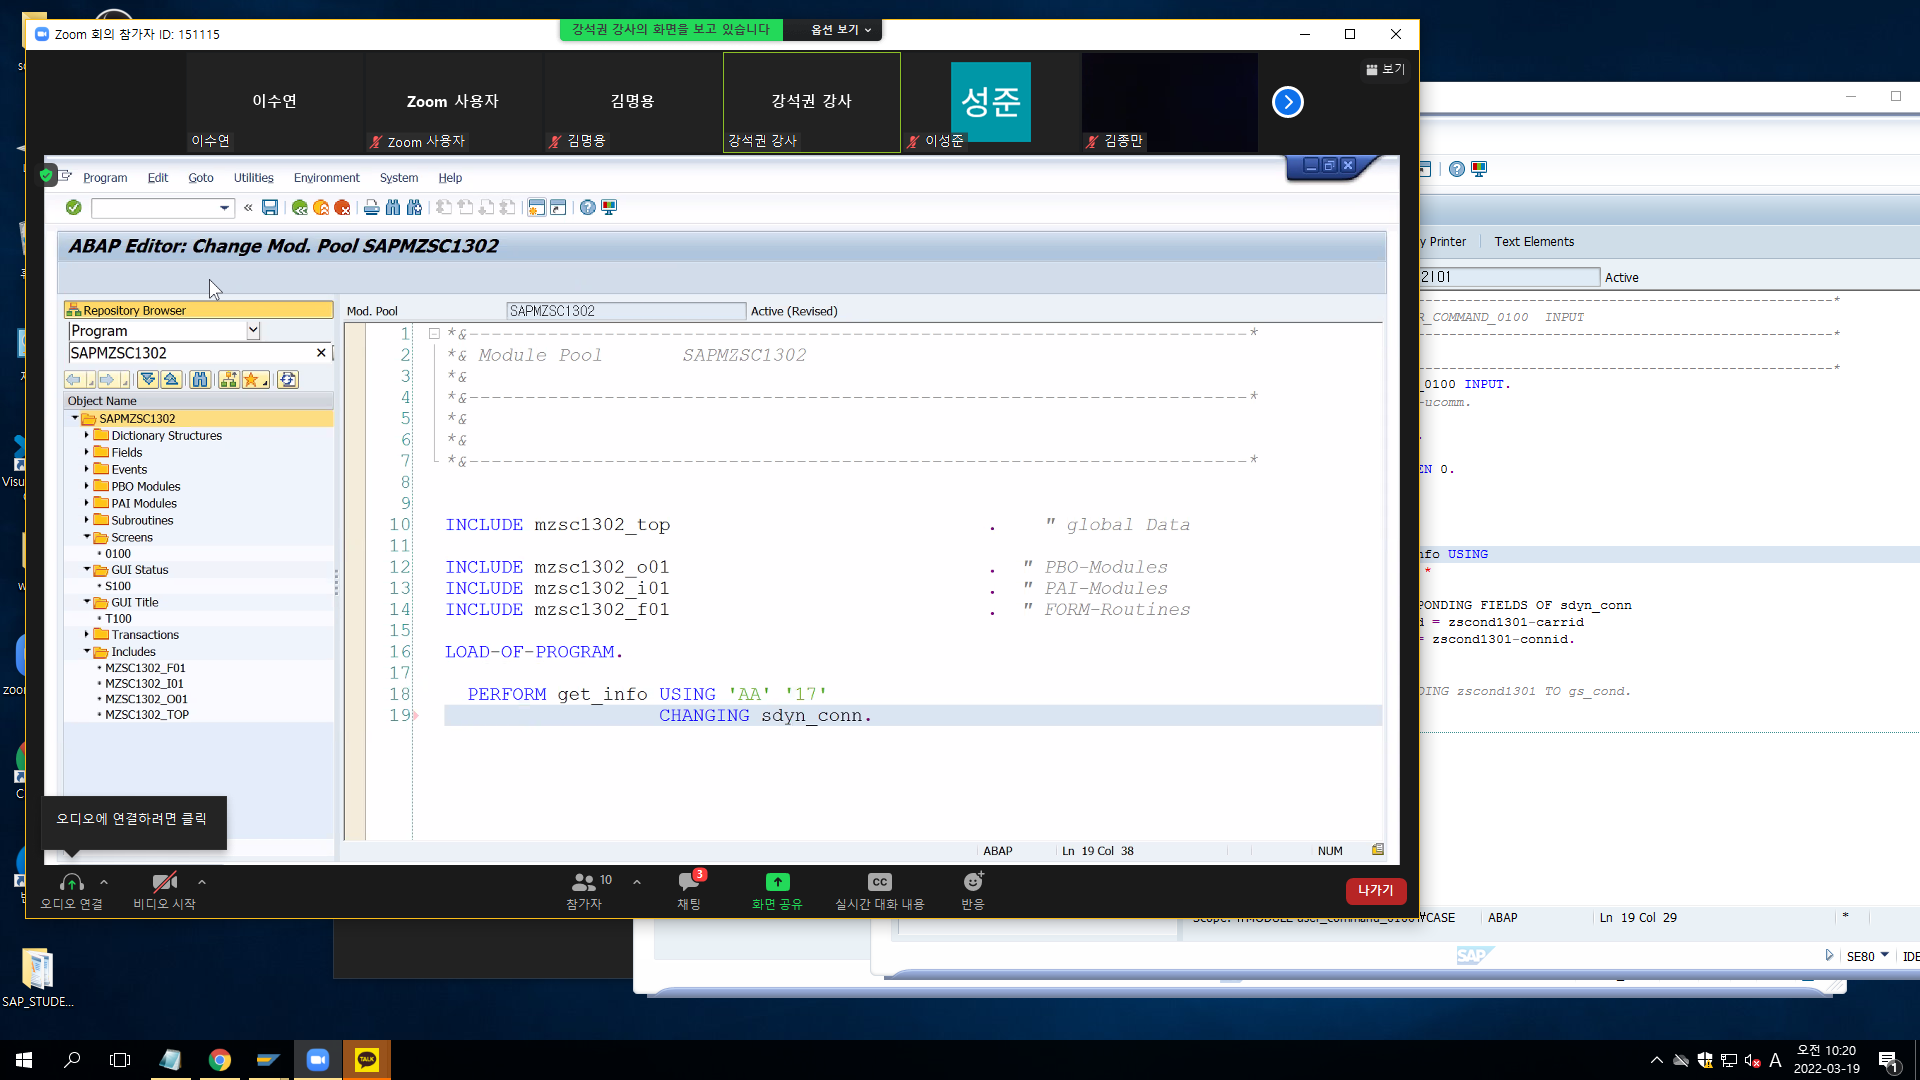 Zoom 회의 참가자 ID: 151115
강석권 강사의 화면을 보고 있습니다
옵션 보기
보기
이수연
Zoom 사용자
김명용
강석권 강사
성준
이수연
Zoom 사용자
김명용
강석권 강사
이성준
김종만
Program Edit Goto Utilities Environment System Help
ABAP Editor: Change Mod. Pool SAPMZSC1302
Repository Browser
Program
SAPMZSC1302
Object Name
SAPMZSC1302
Dictionary Structures
Fields
Events
PBO Modules
PAI Modules
Subroutines
Screens
0100
GUI Status
S100
GUI Title
T100
Transactions
Includes
MZSC1302_F01
MZSC1302_I01
MZSC1302_O01
MZSC1302_TOP
Mod. Pool SAPMZSC1302 Active (Revised)
1 *&---------------------------------------------------------------------*
2 *& Module Pool SAPMZSC1302
3 *&
4 *&---------------------------------------------------------------------*
5 *&
6 *&
7 *&---------------------------------------------------------------------*
8
9
10 INCLUDE mzsc1302_top . " global Data
11
12 INCLUDE mzsc1302_o01 . " PBO-Modules
13 INCLUDE mzsc1302_i01 . " PAI-Modules
14 INCLUDE mzsc1302_f01 . " FORM-Routines
15
16 LOAD-OF-PROGRAM.
17
18 PERFORM get_info USING 'AA' '17'
19 CHANGING sdyn_conn.
ABAP Ln 19 Col 38 NUM
오디오에 연결하려면 클릭
오디오 연결
비디오 시작
참가자 10
채팅 3
화면 공유
CC
실시간 대화 내용
반응
나가기
y Printer Text Elements
2I01 Active
---*
R_COMMAND_0100 INPUT
---*
---*
_0100 INPUT.
-ucomm.
.
EN 0.
nfo USING
*
PONDING FIELDS OF sdyn_conn
d = zscond1301-carrid
= zscond1301-connid.
DING zscond1301 TO gs_cond.
CASE ABAP Ln 19 Col 29 *
SAP
SE80
SAP_STUDE...
TALK
A
오전 10:20
2022-03-19
1